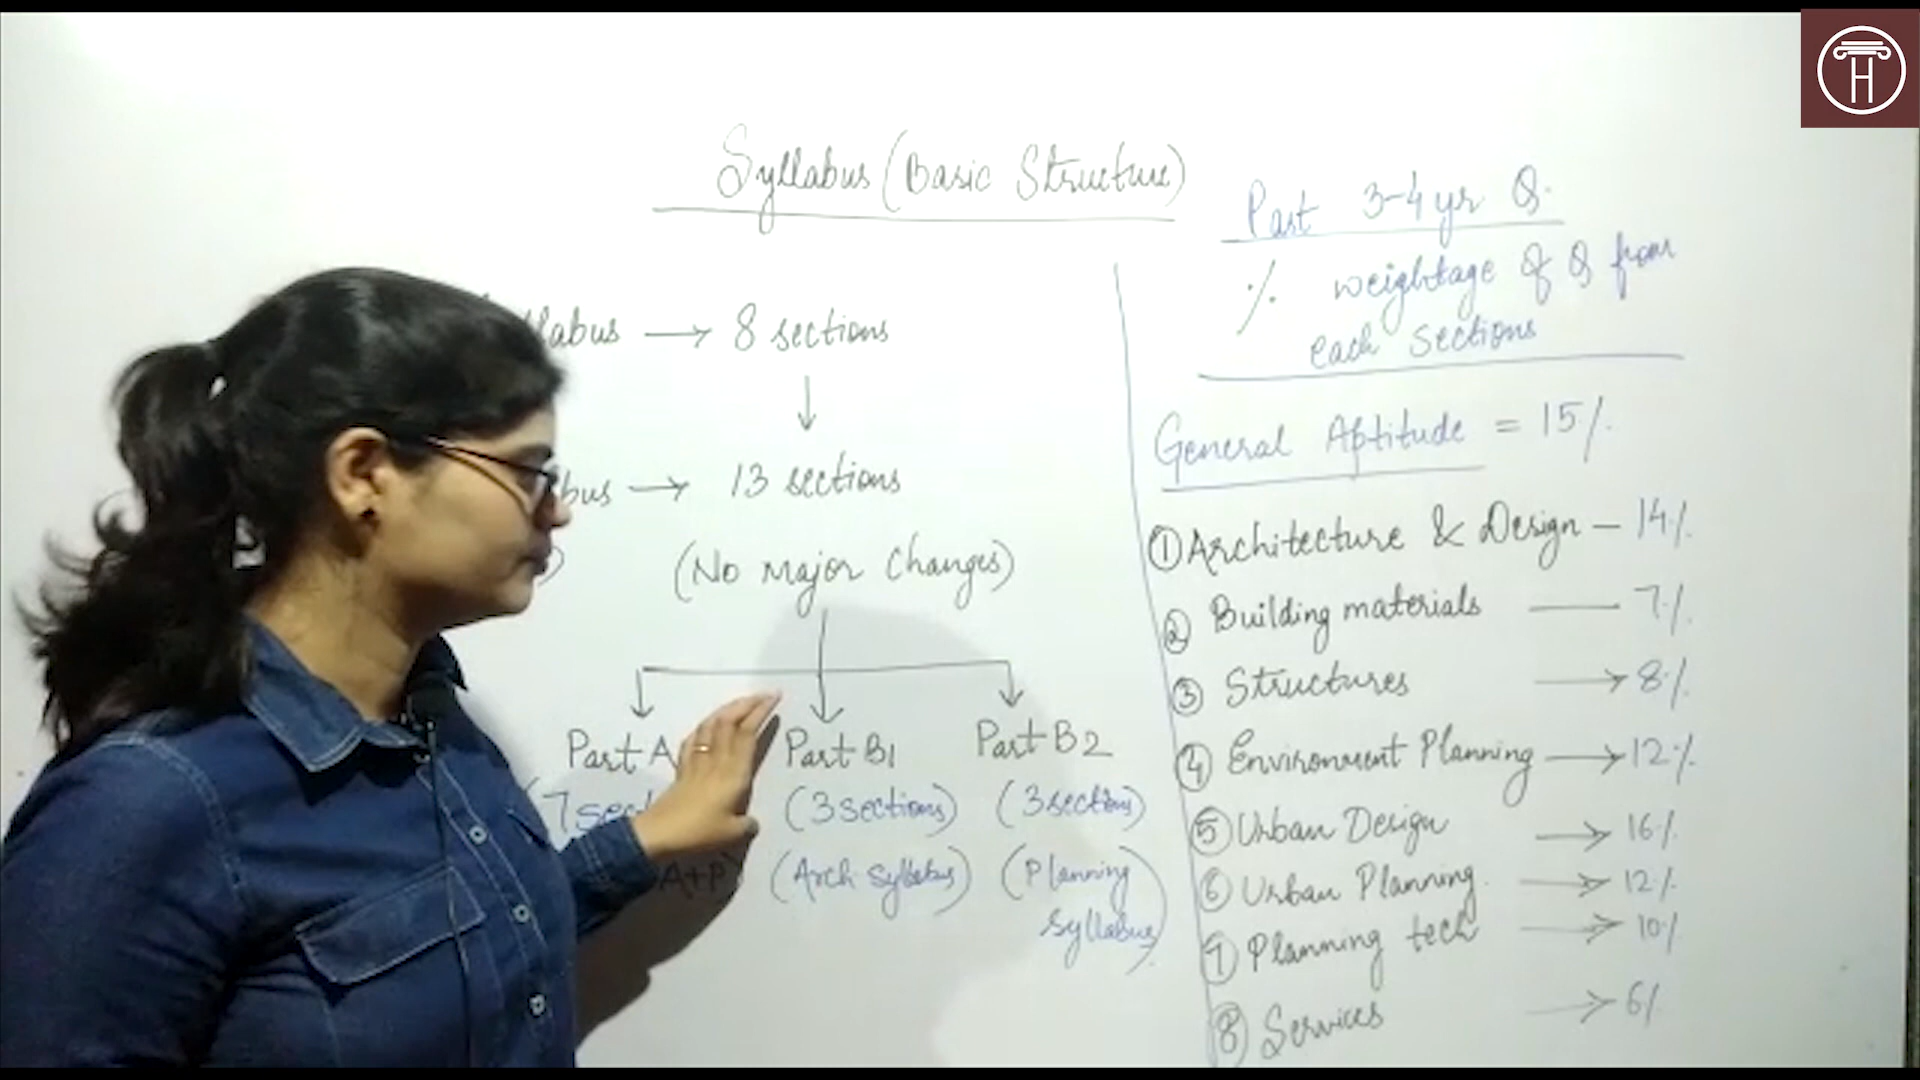 Syllabus (Basic Structure)
→ 8 sections
↓
→ 13 sections
(No major Changes)
Part A
Part B1
Part B2
(3 sections)
(3 section)
A+P)
(Arch syllabus)
(Planning
syllabus)
Past 3-4 yr Q.
% weightage of Q from
each sections
General Aptitude = 15%
① Architecture & Design - 14%
② Building materials — 7%
③ Structures → 8%
④ Environment Planning → 12%
⑤ Urban Design → 16%
⑥ Urban Planning. → 12%
⑦ Planning tech → 10%
⑧ Services → 6%
H